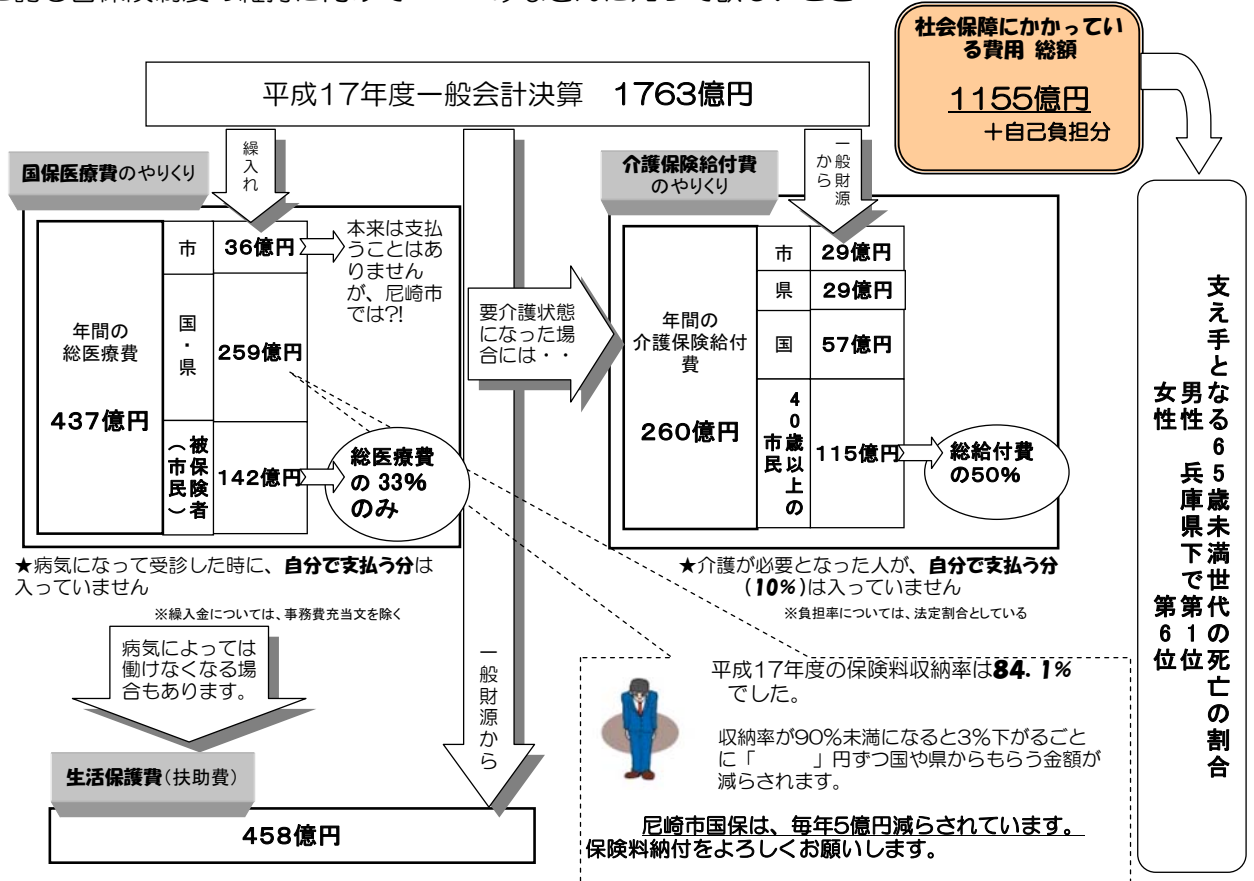 社会保障にかかってい
る費用 総額
1155億円
＋自己負担分
平成17年度一般会計決算　1763億円
繰入れ
一般財源
から
国保医療費のやりくり
介護保険給付費
のやりくり
年間の
総医療費
437億円
市
36億円
国・県
259億円
被保険者
（市民）
142億円
本来は支払
うことはあ
りません
が、尼崎市
では?!
総医療費
の 33%
のみ
要介護状態
になった場
合には・・
年間の
介護保険給付
費
260億円
市
29億円
県
29億円
国
57億円
40歳以上の
市民
115億円
総給付費
の50%
★病気になって受診した時に、自分で支払う分は
入っていません
※繰入金については、事務費充当文を除く
★介護が必要となった人が、自分で支払う分
（10%）は入っていません
※負担率については、法定割合としている
病気によっては
働けなくなる場
合もあります。
一般財源から
生活保護費（扶助費）
458億円
平成17年度の保険料収納率は84.1%
でした。
収納率が90%未満になると3%下がるごと
に「　　　」円ずつ国や県からもらう金額が
減らされます。
尼崎市国保は、毎年5億円減らされています。
保険料納付をよろしくお願いします。
支え手となる65歳未満世代の死亡の割合
男性　兵庫県下で第1位
女性　第6位